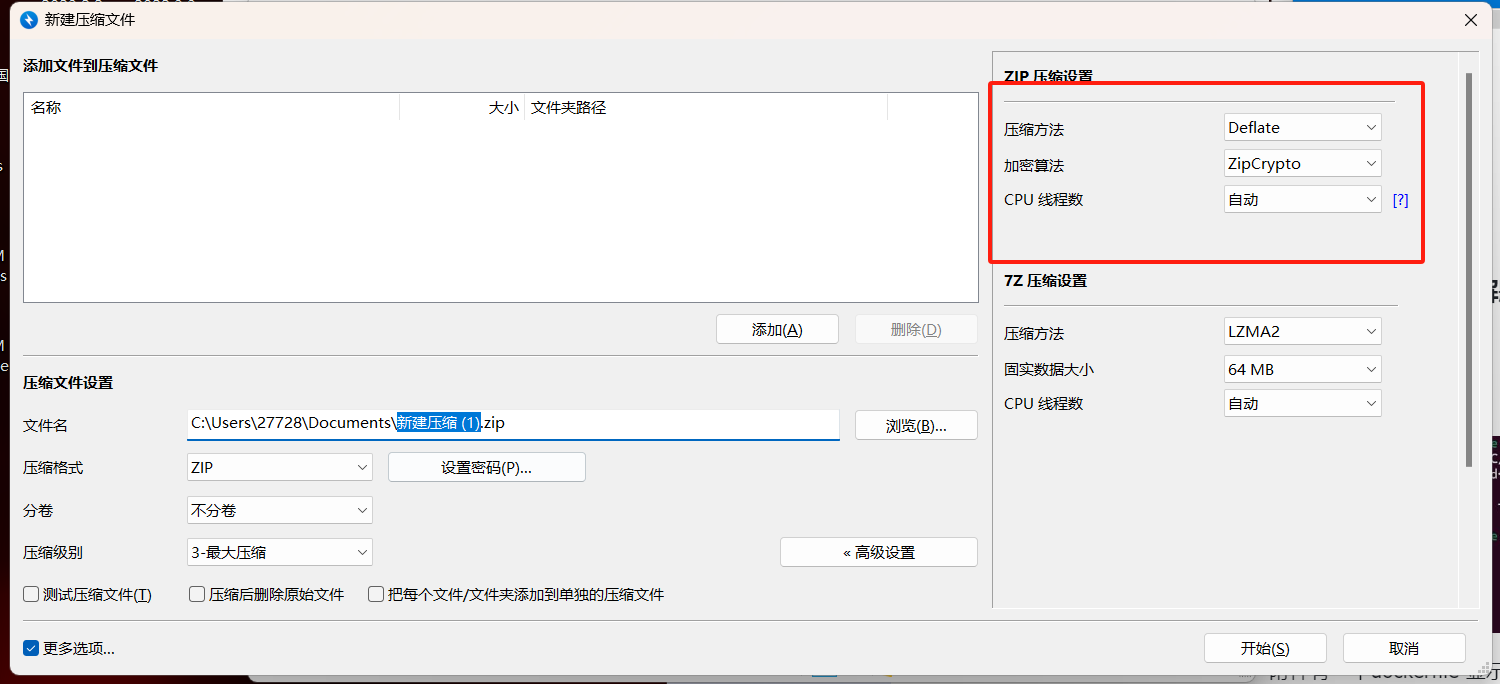 新建压缩文件
添加文件到压缩文件
名称 大小 文件夹路径
添加(A) 删除(D)
压缩文件设置
文件名 C:\Users\27728\Documents\新建压缩 (1).zip 浏览(B)...
压缩格式 ZIP 设置密码(P)...
分卷 不分卷
压缩级别 3-最大压缩 « 高级设置
测试压缩文件(T) 压缩后删除原始文件 把每个文件/文件夹添加到单独的压缩文件
ZIP 压缩设置
压缩方法 Deflate
加密算法 ZipCrypto
CPU 线程数 自动 [?]
7Z 压缩设置
压缩方法 LZMA2
固实数据大小 64 MB
CPU 线程数 自动
更多选项... 开始(S) 取消